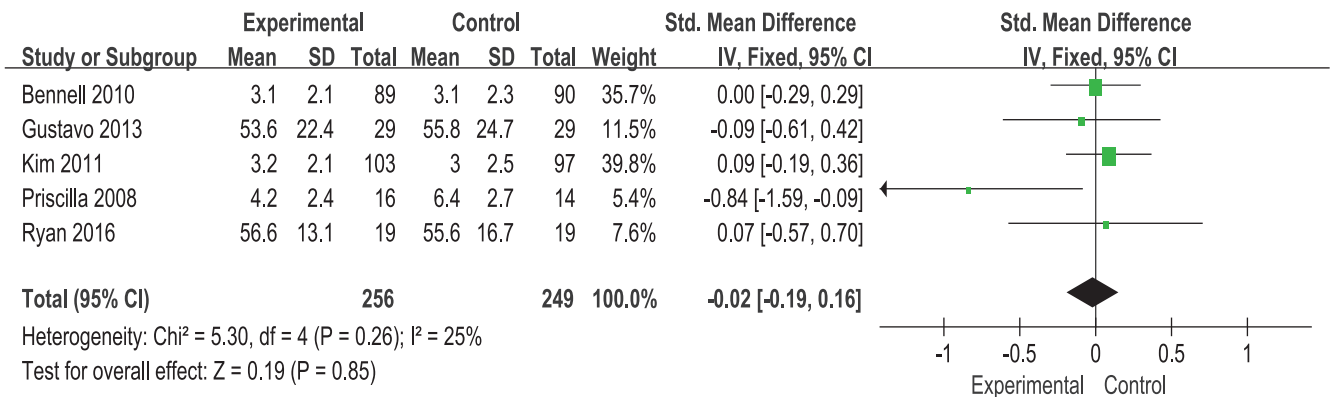 Experimental Control Std. Mean Difference Std. Mean Difference
Study or Subgroup Mean SD Total Mean SD Total Weight IV, Fixed, 95% CI IV, Fixed, 95% CI
Bennell 2010 3.1 2.1 89 3.1 2.3 90 35.7% 0.00 [-0.29, 0.29]
Gustavo 2013 53.6 22.4 29 55.8 24.7 29 11.5% -0.09 [-0.61, 0.42]
Kim 2011 3.2 2.1 103 3 2.5 97 39.8% 0.09 [-0.19, 0.36]
Priscilla 2008 4.2 2.4 16 6.4 2.7 14 5.4% -0.84 [-1.59, -0.09]
Ryan 2016 56.6 13.1 19 55.6 16.7 19 7.6% 0.07 [-0.57, 0.70]
Total (95% CI) 256 249 100.0% -0.02 [-0.19, 0.16]
Heterogeneity: Chi² = 5.30, df = 4 (P = 0.26); I² = 25%
Test for overall effect: Z = 0.19 (P = 0.85)
-1 -0.5 0 0.5 1
Experimental Control